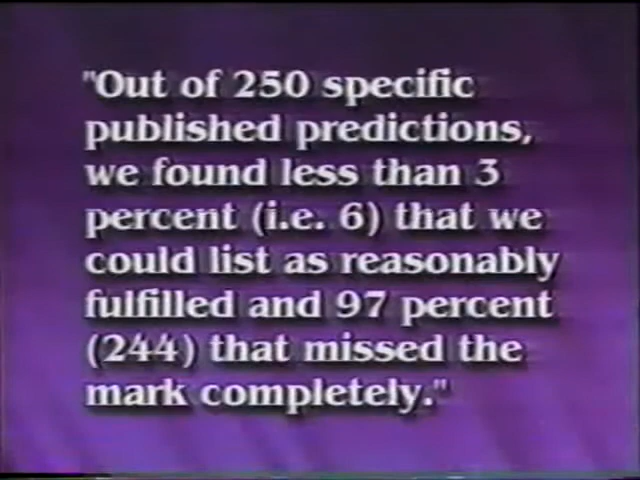 "Out of 250 specific
published predictions,
we found less than 3
percent (i.e. 6) that we
could list as reasonably
fulfilled and 97 percent
(244) that missed the
mark completely."